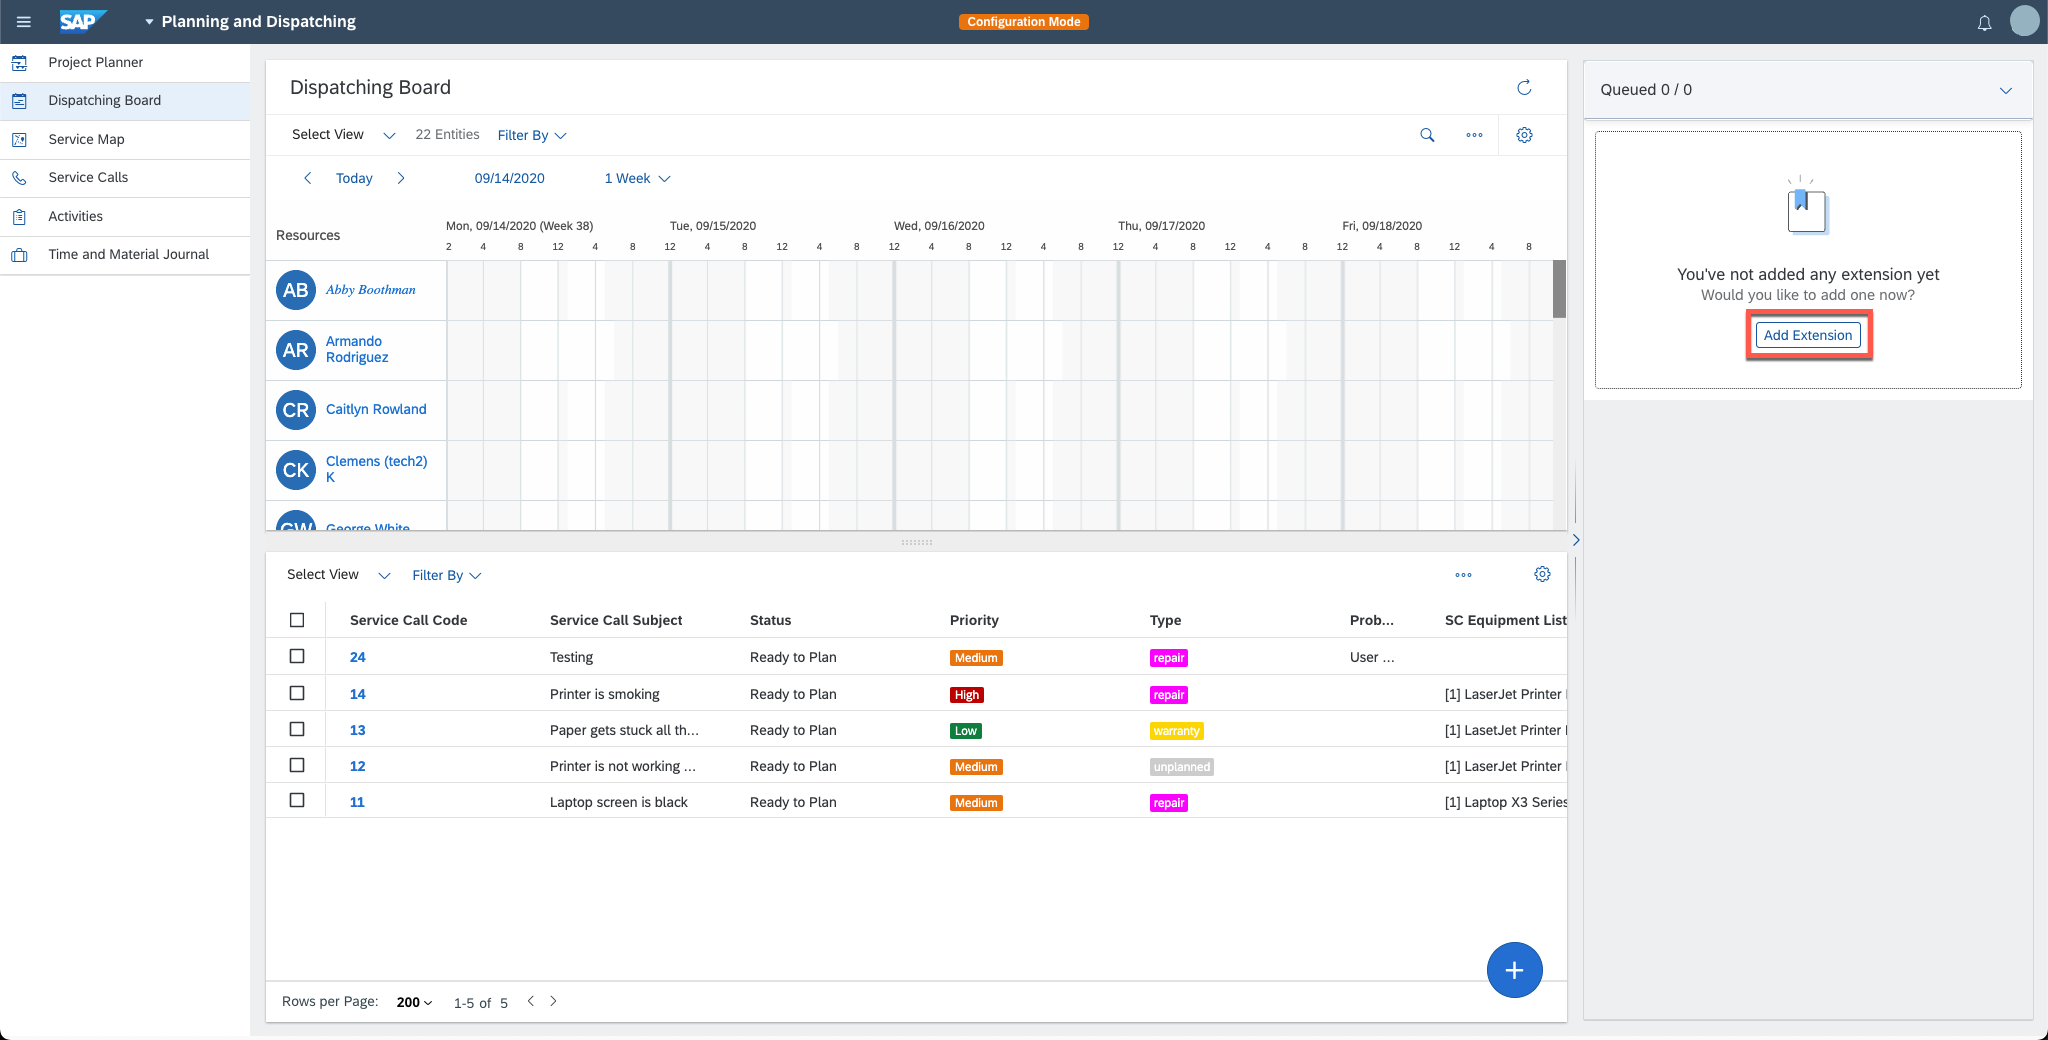 SAP
Planning and Dispatching
Configuration Mode
Project Planner
Dispatching Board
Service Map
Service Calls
Activities
Time and Material Journal
Dispatching Board
Select View
22 Entities
Filter By
Today
09/14/2020
1 Week
Resources
Mon, 09/14/2020 (Week 38) Tue, 09/15/2020 Wed, 09/16/2020 Thu, 09/17/2020 Fri, 09/18/2020
2 4 8 12 4 8 12 4 8 12 4 8 12 4 8 12 4 8 12 4 8 12 4 8 12 4 8 12 4 8
AB Abby Boothman
AR Armando
Rodriguez
CR Caitlyn Rowland
CK Clemens (tech2)
K
GW George White
Select View
Filter By
Service Call Code Service Call Subject Status Priority Type Prob... SC Equipment List
24 Testing Ready to Plan Medium repair User ...
14 Printer is smoking Ready to Plan High repair [1] LaserJet Printer
13 Paper gets stuck all th... Ready to Plan Low warranty [1] LasetJet Printer
12 Printer is not working ... Ready to Plan Medium unplanned [1] LaserJet Printer
11 Laptop screen is black Ready to Plan Medium repair [1] Laptop X3 Series
Rows per Page: 200 1-5 of 5
Queued 0 / 0
You've not added any extension yet
Would you like to add one now?
Add Extension